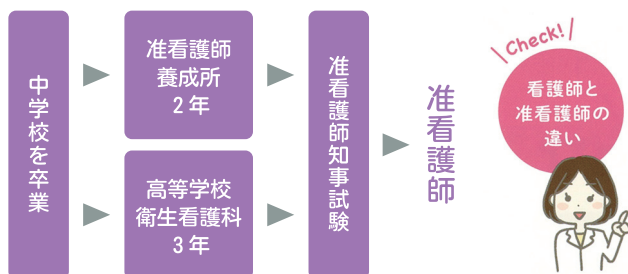 中学校を卒業
准看護師
養成所
2年
高等学校
衛生看護科
3年
准看護師知事試験
准看護師
Check!
看護師と
准看護師の
違い